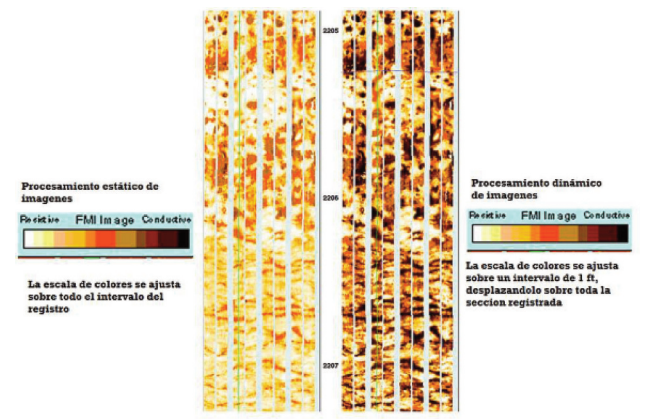 Procesamiento estático de
imagenes
Resistive FMI Image Conductive
La escala de colores se ajusta
sobre todo el intervalo del
registro
2205
2206
2207
Procesamiento dinámico
de imagenes
Resistive FMI Image Conductive
La escala de colores se ajusta
sobre un intervalo de 1 ft,
desplazandolo sobre toda la
seccion registrada